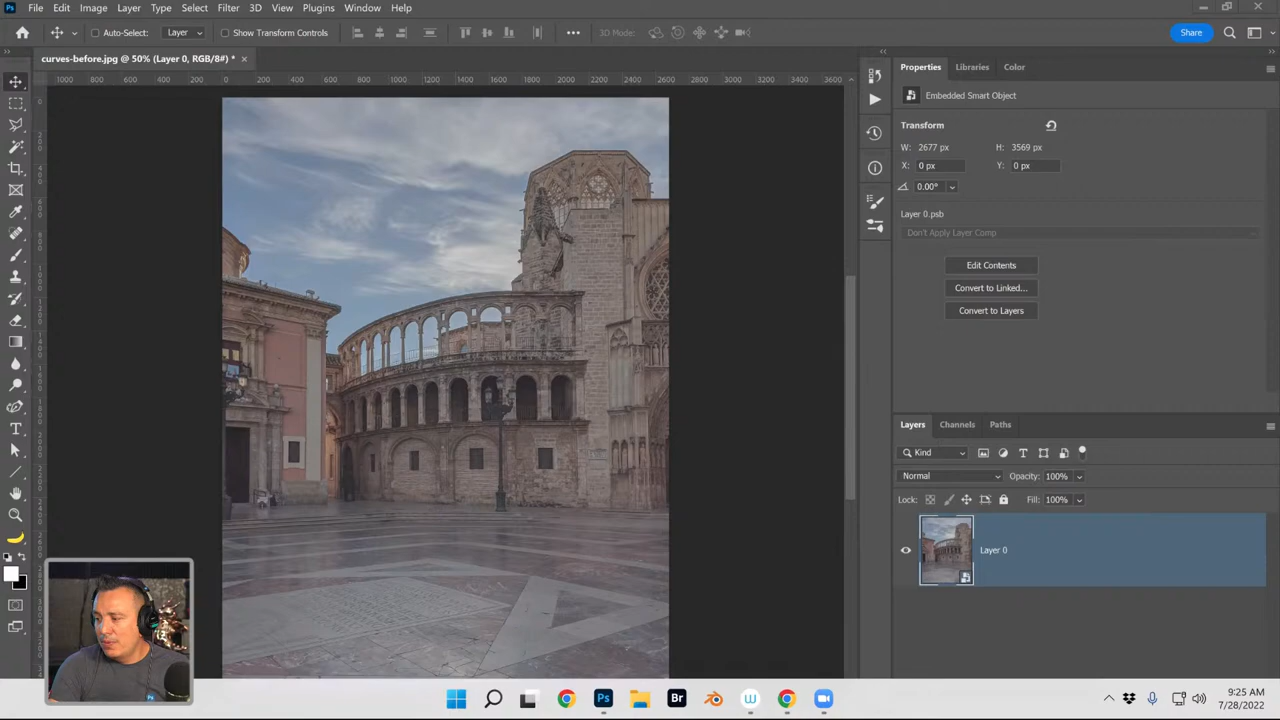 Ps File Edit Image Layer Type Select Filter 3D View Plugins Window Help
Auto-Select: Layer Show Transform Controls 3D Mode: Share
curves-before.jpg @ 50% (Layer 0, RGB/8#) *
1000 800 600 400 200 0 200 400 600 800 1000 1200 1400 1600 1800 2000 2200 2400 2600 2800 3000 3200 3400 3600
Properties Libraries Color
Embedded Smart Object
Transform
W: 2677 px H: 3569 px
X: 0 px Y: 0 px
0.00°
Layer 0.psb
Don't Apply Layer Comp
Edit Contents
Convert to Linked...
Convert to Layers
Layers Channels Paths
Kind
Normal Opacity: 100%
Lock: Fill: 100%
Layer 0
Ps Br
9:25 AM
7/28/2022